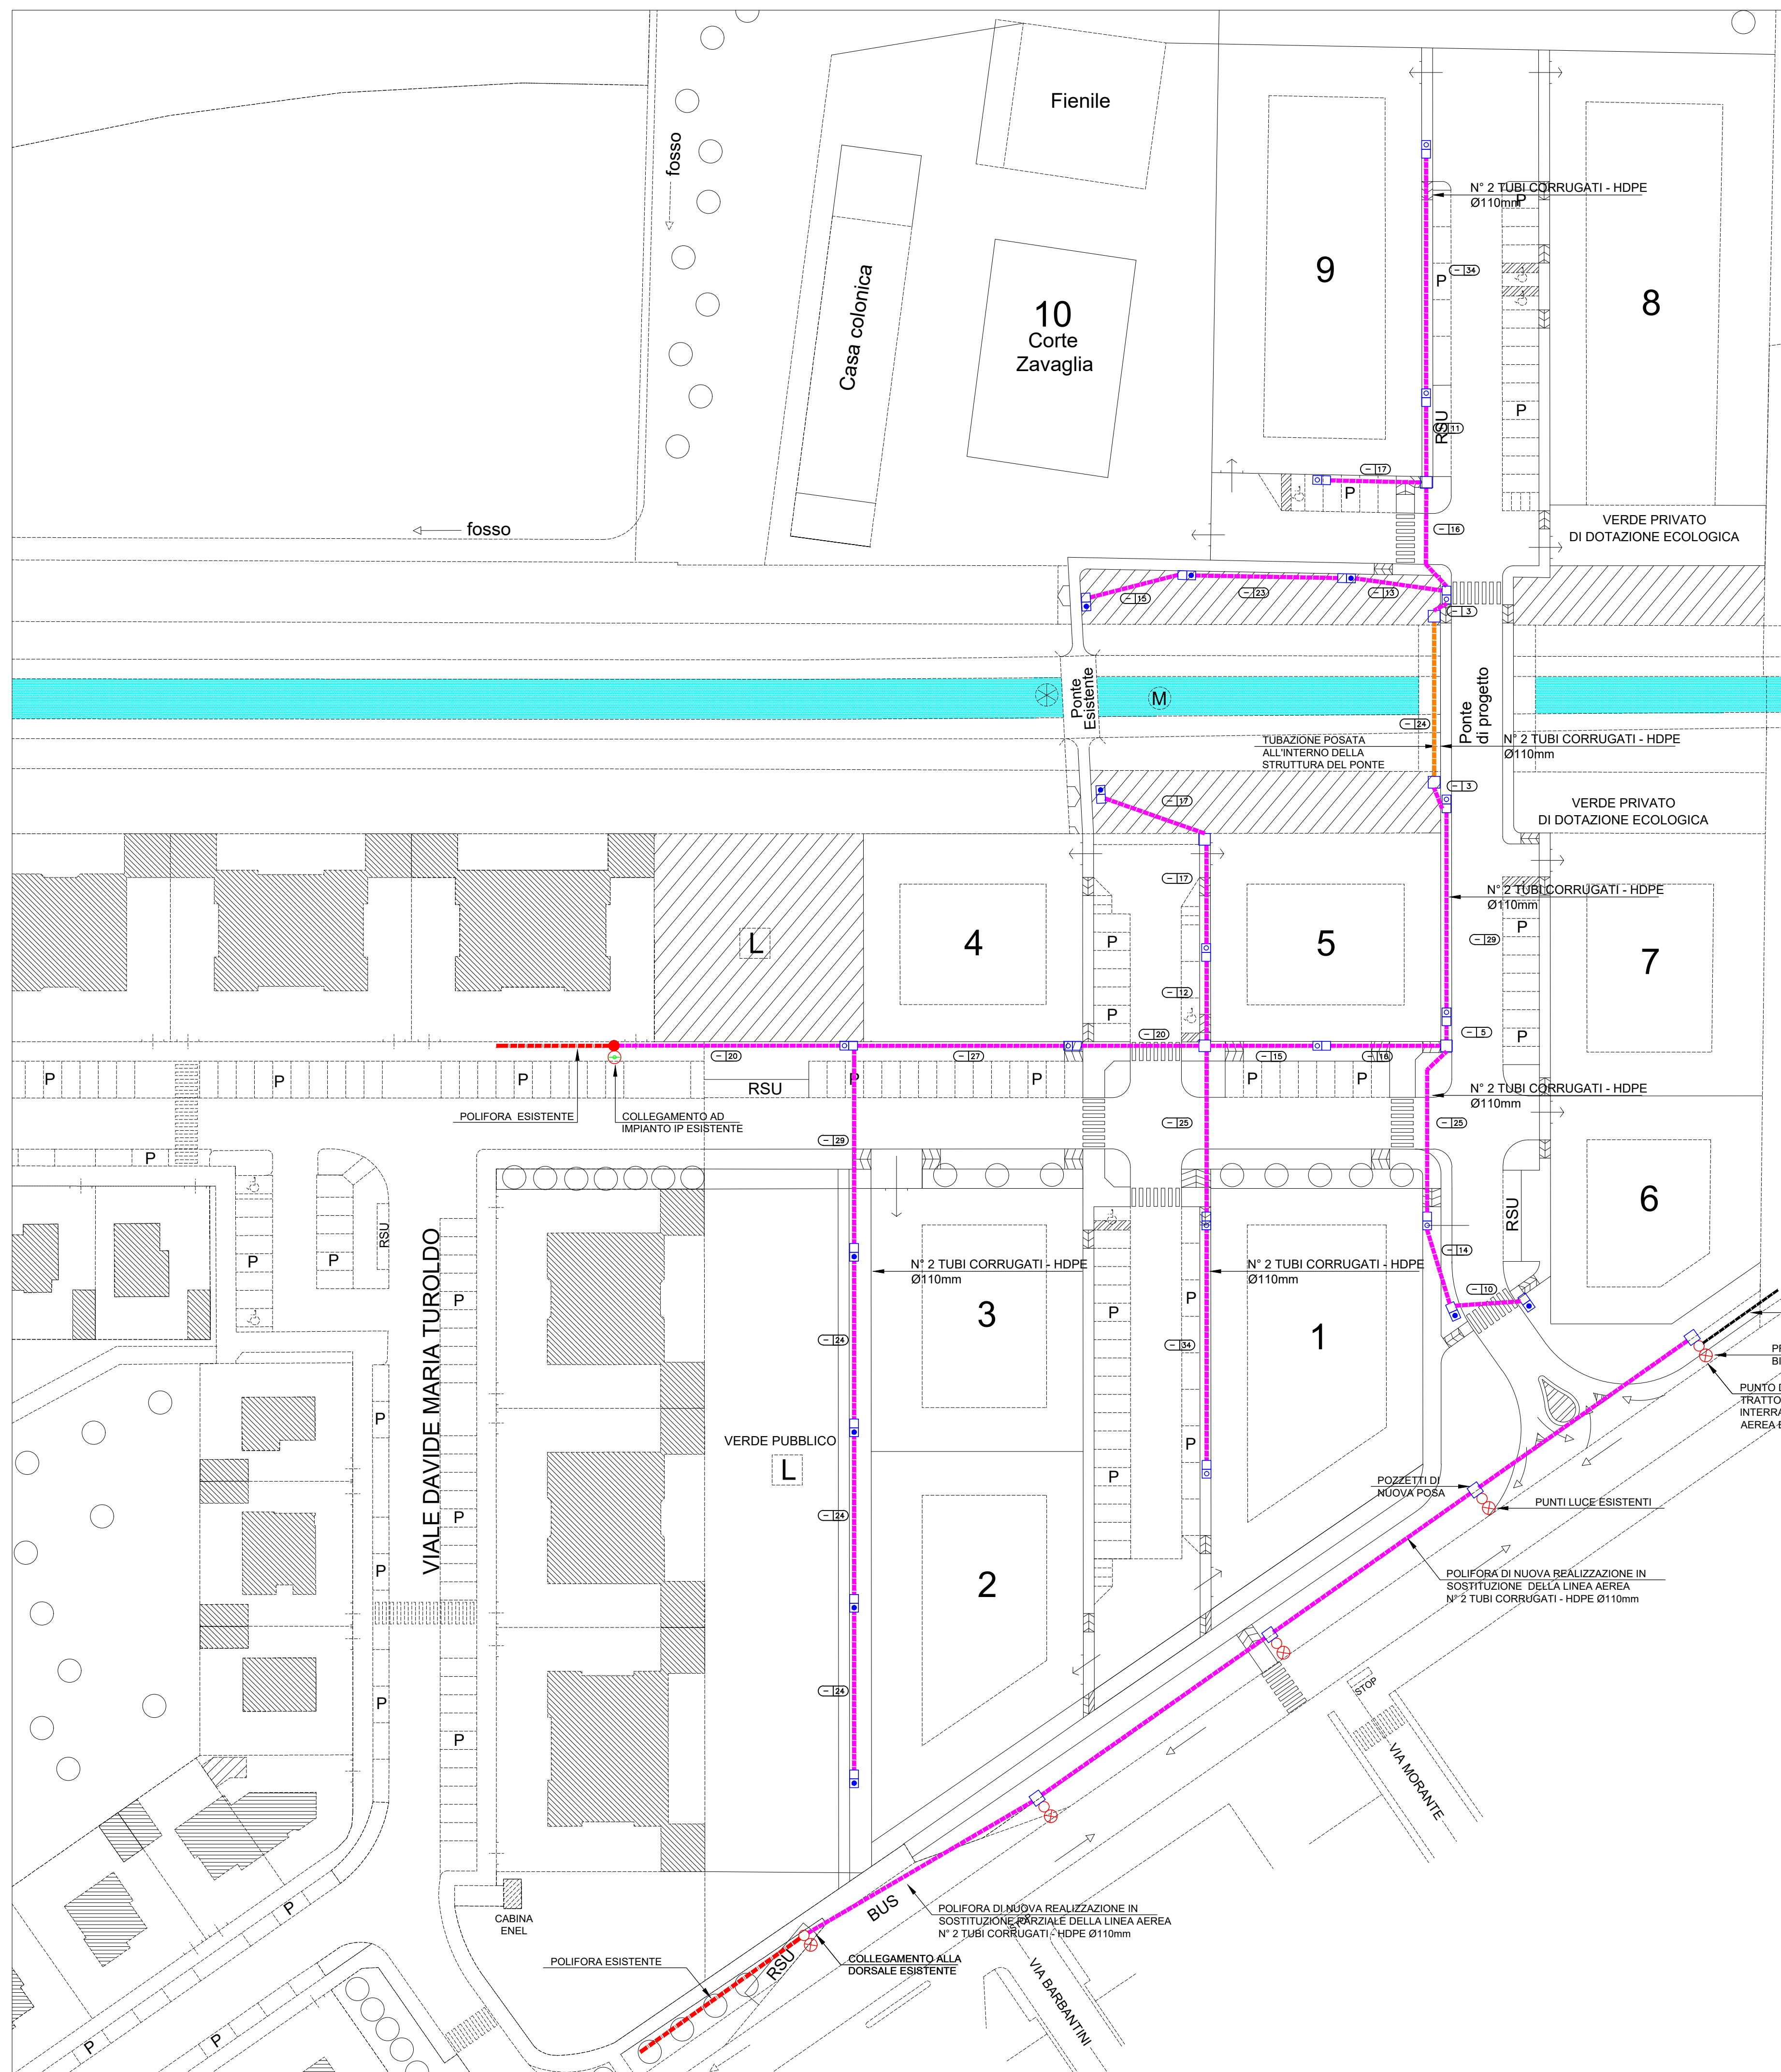 Fienile
fosso
N° 2 TUBI CORRUGATI - HDPE
Ø110mm
P
9
- 34
P
8
Casa colonica
10
Corte
Zavaglia
P
RSU
- 11
- 17
P
fosso
- 16
VERDE PRIVATO
DI DOTAZIONE ECOLOGICA
- 15
- 23
- 13
- 3
Ponte
Esistente
M
Ponte
di progetto
- 24
TUBAZIONE POSATA
ALL'INTERNO DELLA
STRUTTURA DEL PONTE
N° 2 TUBI CORRUGATI - HDPE
Ø110mm
- 3
- 17
VERDE PRIVATO
DI DOTAZIONE ECOLOGICA
- 17
N° 2 TUBI CORRUGATI - HDPE
Ø110mm
L
4
P
5
- 29
P
7
- 12
P
- 20
- 5
P
- 20
- 27
- 15
- 16
P
P
P
RSU
P
P
P
P
N° 2 TUBI CORRUGATI - HDPE
Ø110mm
POLIFORA ESISTENTE
COLLEGAMENTO AD
IMPIANTO IP ESISTENTE
- 29
- 25
- 25
P
6
RSU
RSU
P
P
- 14
N° 2 TUBI CORRUGATI - HDPE
Ø110mm
N° 2 TUBI CORRUGATI - HDPE
Ø110mm
- 10
P
3
P
P
- 24
- 34
1
VIALE DAVIDE MARIA TUROLDO
PUNTO D
TRATTO
INTERRA
AEREA E
P
VERDE PUBBLICO
L
P
P
POZZETTI DI
NUOVA POSA
PUNTI LUCE ESISTENTI
P
- 24
P
2
POLIFORA DI NUOVA REALIZZAZIONE IN
SOSTITUZIONE DELLA LINEA AEREA
N° 2 TUBI CORRUGATI - HDPE Ø110mm
P
- 24
STOP
P
VIA MORANTE
P
BUS
CABINA
ENEL
POLIFORA DI NUOVA REALIZZAZIONE IN
SOSTITUZIONE PARZIALE DELLA LINEA AEREA
N° 2 TUBI CORRUGATI - HDPE Ø110mm
POLIFORA ESISTENTE
RSU
COLLEGAMENTO ALLA
DORSALE ESISTENTE
VIA BARBANTINI
P
P